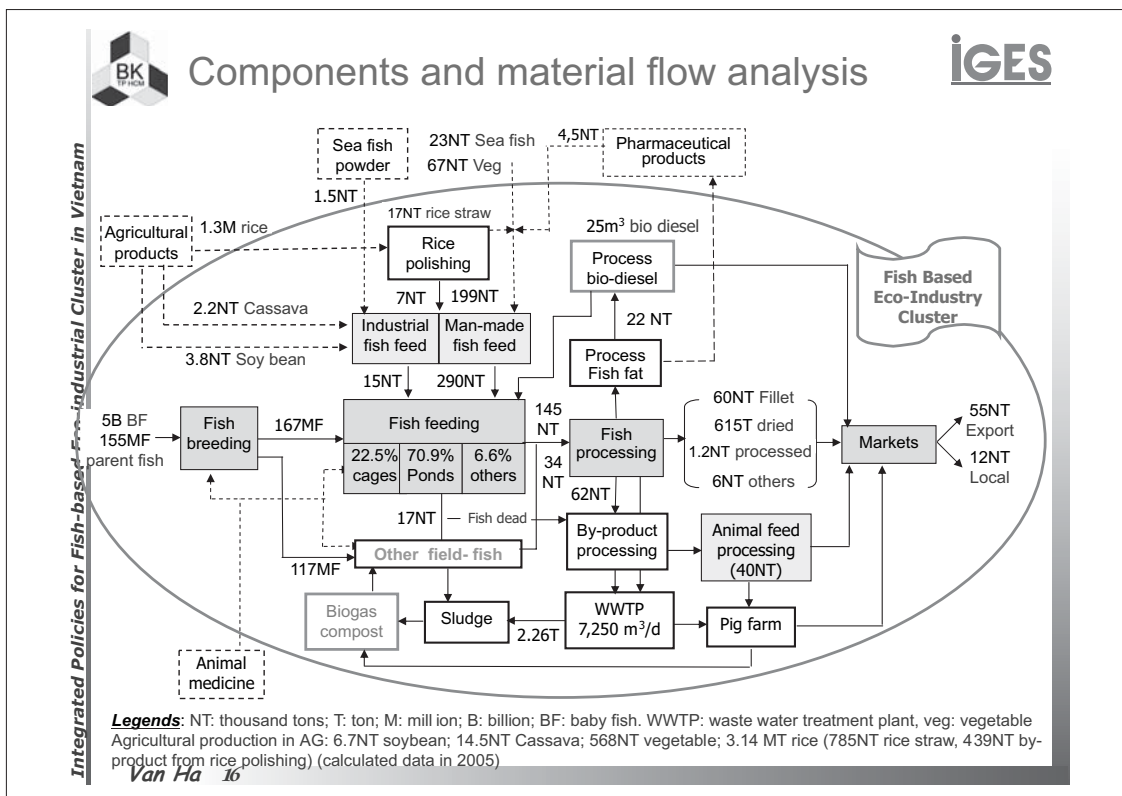 BK
TP HCM
Components and material flow analysis
iGES
Integrated Policies for Fish-based Eco-industrial Cluster in Vietnam
Sea fish
powder
23NT Sea fish
67NT Veg
4,5NT
Pharmaceutical
products
1.5NT
Agricultural
products
1.3M rice
17NT rice straw
Rice
polishing
25m³ bio diesel
Process
bio-diesel
Fish Based
Eco-Industry
Cluster
7NT
199NT
2.2NT Cassava
Industrial
fish feed
Man-made
fish feed
22 NT
3.8NT Soy bean
Process
Fish fat
15NT
290NT
5B BF
155MF
parent fish
Fish
breeding
167MF
Fish feeding
22.5%
cages
70.9%
Ponds
6.6%
others
145
NT
34
NT
Fish
processing
60NT Fillet
615T dried
1.2NT processed
6NT others
Markets
55NT
Export
12NT
Local
62NT
17NT
Fish dead
By-product
processing
Animal feed
processing
(40NT)
Other field- fish
117MF
Biogas
compost
Sludge
2.26T
WWTP
7,250 m³/d
Pig farm
Animal
medicine
Legends: NT: thousand tons; T: ton; M: mill ion; B: billion; BF: baby fish. WWTP: waste water treatment plant, veg: vegetable
Agricultural production in AG: 6.7NT soybean; 14.5NT Cassava; 568NT vegetable; 3.14 MT rice (785NT rice straw, 439NT by-
product from rice polishing) (calculated data in 2005)
Van Ha 16